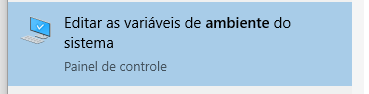 Editar as variáveis de ambiente do
sistema
Painel de controle